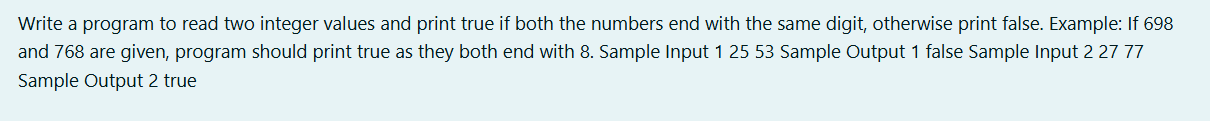 Write a program to read two integer values and print true if both the numbers end with the same digit, otherwise print false. Example: If 698
and 768 are given, program should print true as they both end with 8. Sample Input 1 25 53 Sample Output 1 false Sample Input 2 27 77
Sample Output 2 true